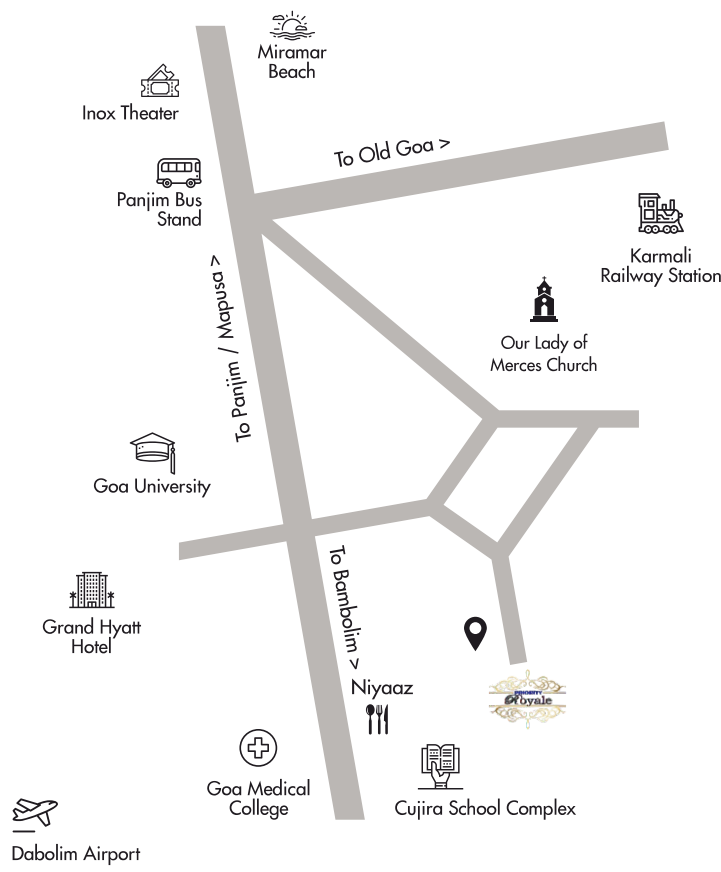 Miramar
Beach
Inox Theater
To Old Goa >
Panjim Bus
Stand
Karmali
Railway Station
To Panjim / Mapusa >
Our Lady of
Merces Church
Goa University
To Bambolim >
Grand Hyatt
Hotel
Niyaaz
PRIORITY
Royale
Goa Medical
College
Cujira School Complex
Dabolim Airport